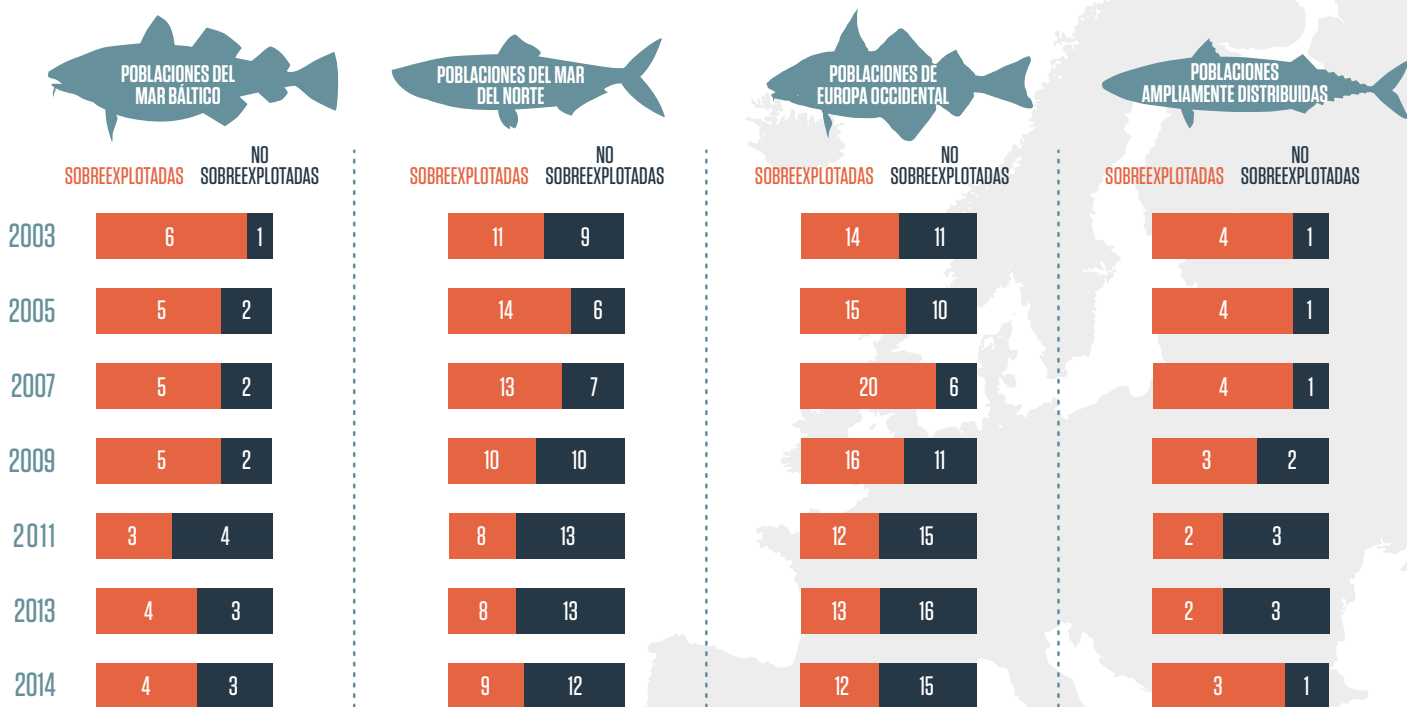 POBLACIONES DEL
MAR BÁLTICO
POBLACIONES DEL MAR
DEL NORTE
POBLACIONES DE
EUROPA OCCIDENTAL
POBLACIONES
AMPLIAMENTE DISTRIBUIDAS
SOBREEXPLOTADAS
NO
SOBREEXPLOTADAS
SOBREEXPLOTADAS
NO
SOBREEXPLOTADAS
SOBREEXPLOTADAS
NO
SOBREEXPLOTADAS
SOBREEXPLOTADAS
NO
SOBREEXPLOTADAS
2003 6 1 11 9 14 11 4 1
2005 5 2 14 6 15 10 4 1
2007 5 2 13 7 20 6 4 1
2009 5 2 10 10 16 11 3 2
2011 3 4 8 13 12 15 2 3
2013 4 3 8 13 13 16 2 3
2014 4 3 9 12 12 15 3 1